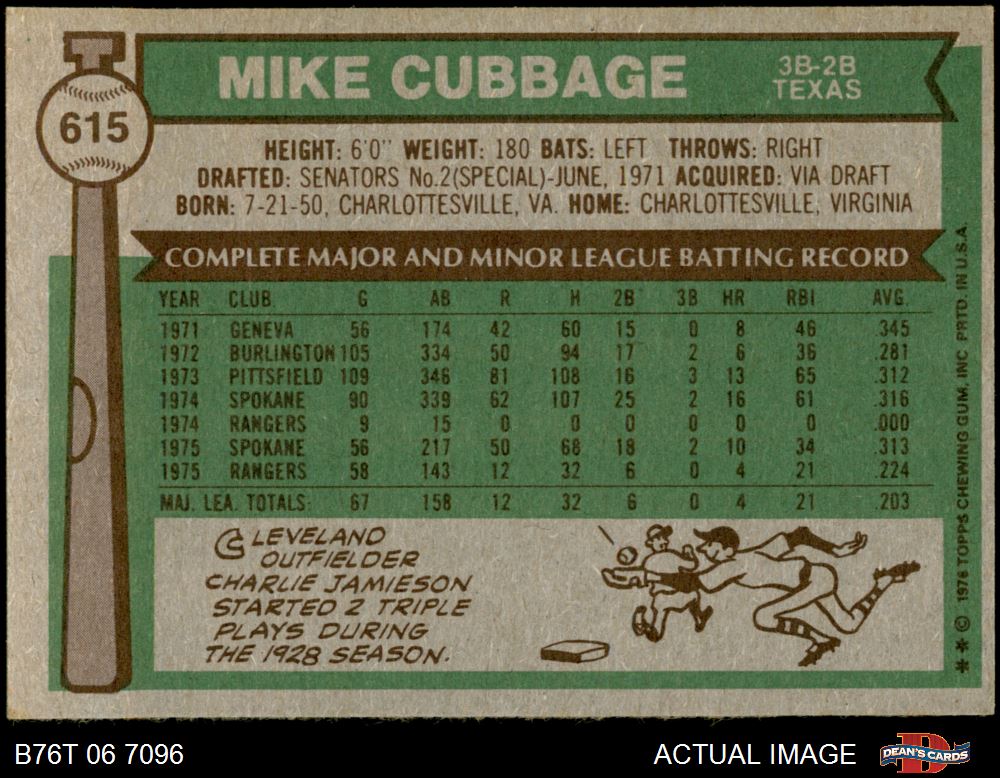 MIKE CUBBAGE
3B-2B
TEXAS
615
HEIGHT: 6'0" WEIGHT: 180 BATS: LEFT THROWS: RIGHT
DRAFTED: SENATORS No.2(SPECIAL)-JUNE, 1971 ACQUIRED: VIA DRAFT
BORN: 7-21-50, CHARLOTTESVILLE, VA. HOME: CHARLOTTESVILLE, VIRGINIA
COMPLETE MAJOR AND MINOR LEAGUE BATTING RECORD
YEAR CLUB G AB R H 2B 3B HR RBI AVG.
1971 GENEVA 56 174 42 60 15 0 8 46 .345
1972 BURLINGTON 105 334 50 94 17 2 6 36 .281
1973 PITTSFIELD 109 346 81 108 16 3 13 65 .312
1974 SPOKANE 90 339 62 107 25 2 16 61 .316
1974 RANGERS 9 15 0 0 0 0 0 0 .000
1975 SPOKANE 56 217 50 68 18 2 10 34 .313
1975 RANGERS 58 143 12 32 6 0 4 21 .224
MAJ. LEA. TOTALS: 67 158 12 32 6 0 4 21 .203
CLEVELAND
OUTFIELDER
CHARLIE JAMIESON
STARTED 2 TRIPLE
PLAYS DURING
THE 1928 SEASON.
** © 1976 TOPPS CHEWING GUM, INC. PRTD. IN U.S.A.
B76T 06 7096
ACTUAL IMAGE
DEAN'S CARDS